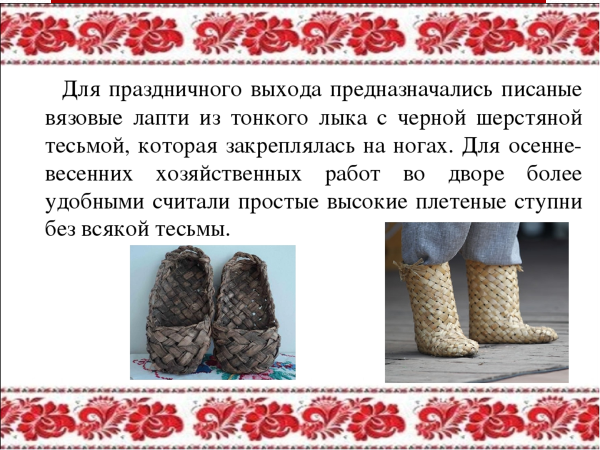 Для праздничного выхода предназначались писаные
вязовые лапти из тонкого лыка с черной шерстяной
тесьмой, которая закреплялась на ногах. Для осенне-
весенних хозяйственных работ во дворе более
удобными считали простые высокие плетеные ступни
без всякой тесьмы.